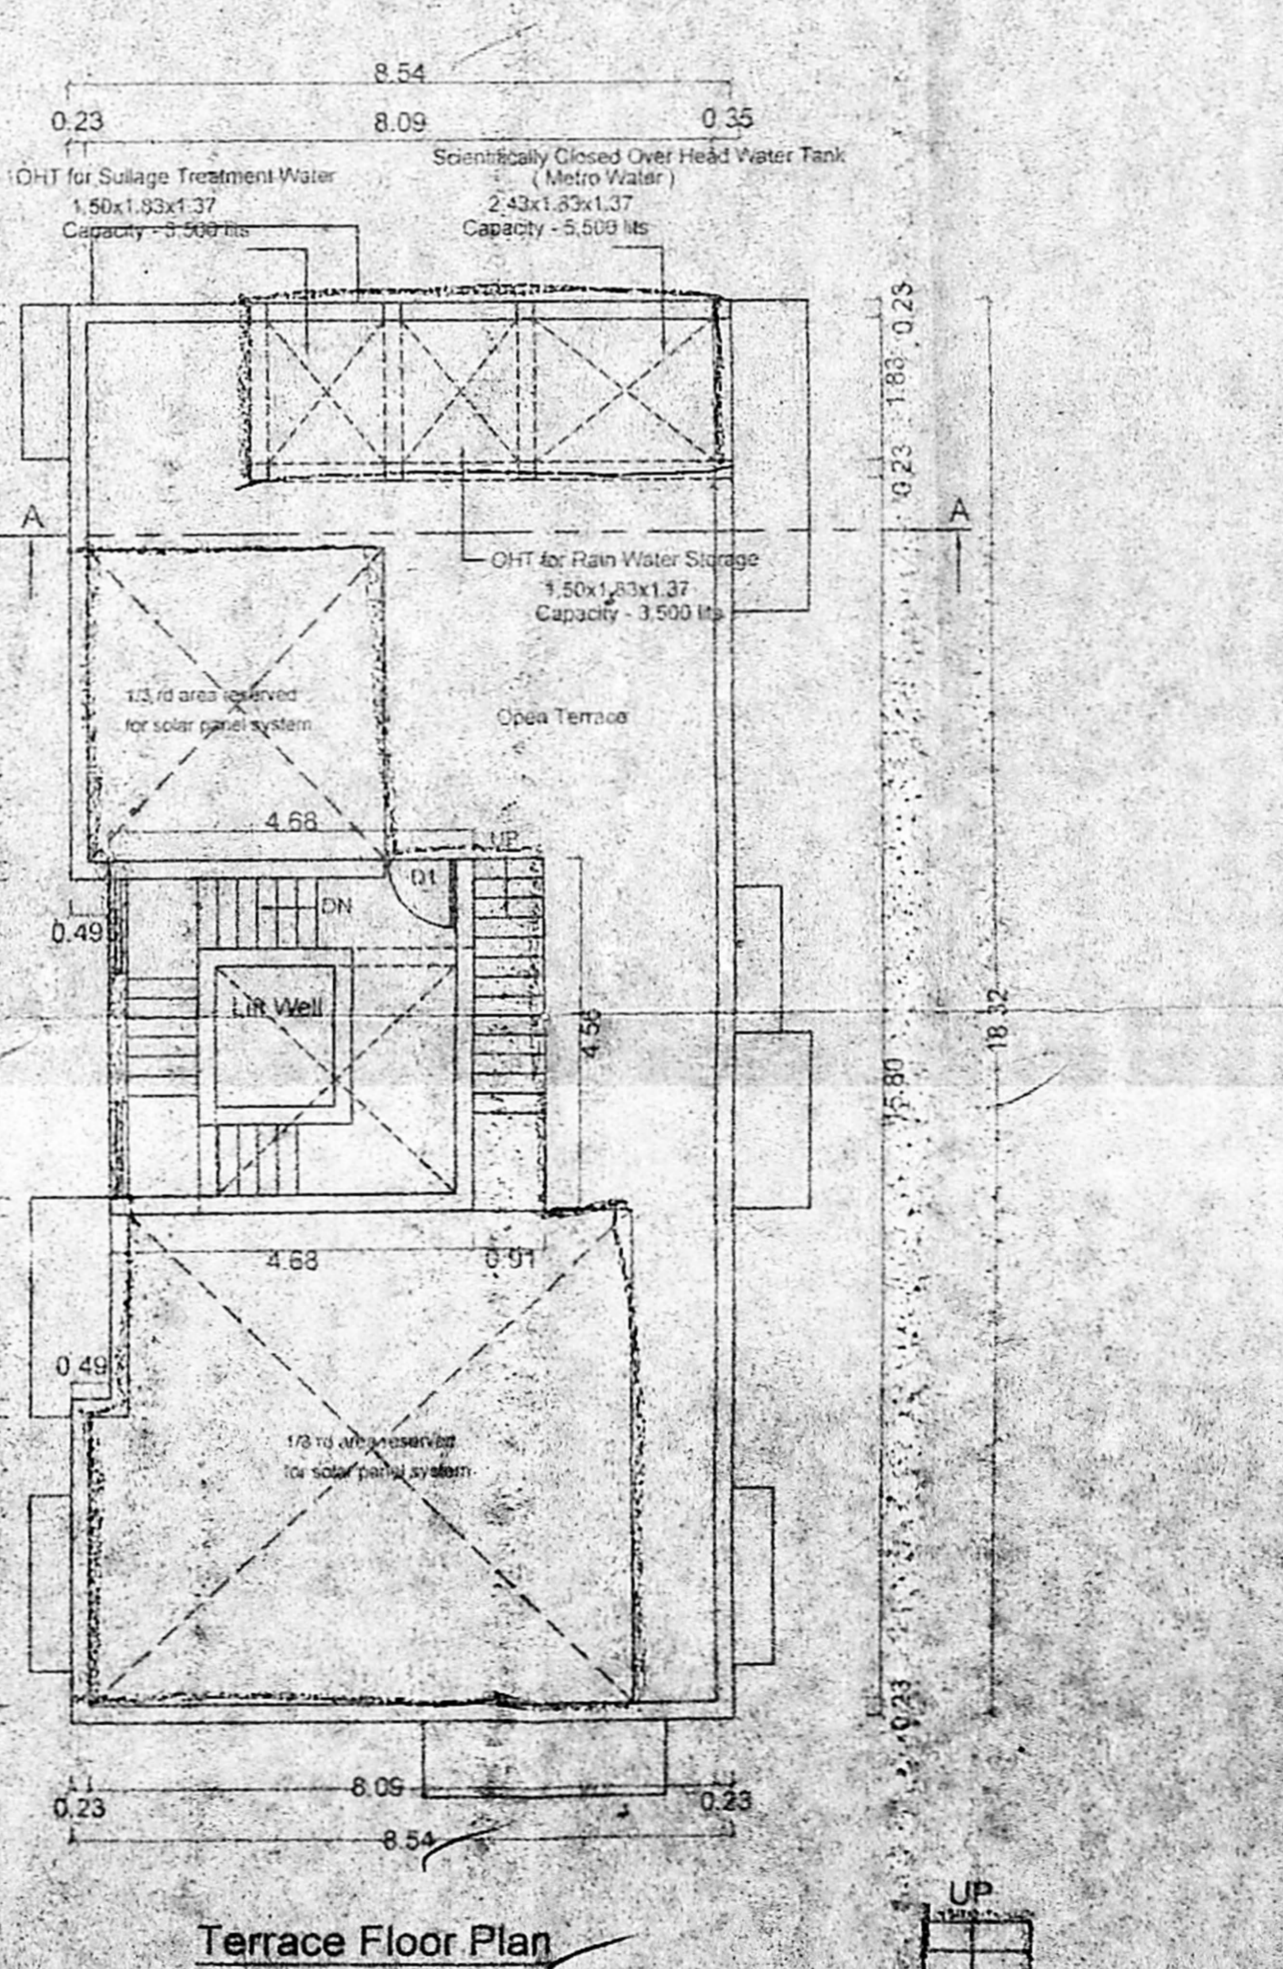 8.54
0.23
8.09
0.35
OHT for Sullage Treatment Water
1.50x1.83x1.37
Capacity - 3,500 lits
Scientifically Closed Over Head Water Tank
( Metro Water )
2.43x1.83x1.37
Capacity - 5,500 lits
0.23
1.83
0.23
A
A
OHT for Rain Water Storage
1.50x1.83x1.37
Capacity - 3,500 lits
1/3 rd area reserved
for solar panel system
Open Terrace
4.68
UP
D1
DN
0.49
Lift Well
4.56
18.32
15.80
4.68
0.91
0.49
1/3 rd area reserved
for solar panel system
0.23
8.09
0.23
0.23
8.54
UP
Terrace Floor Plan